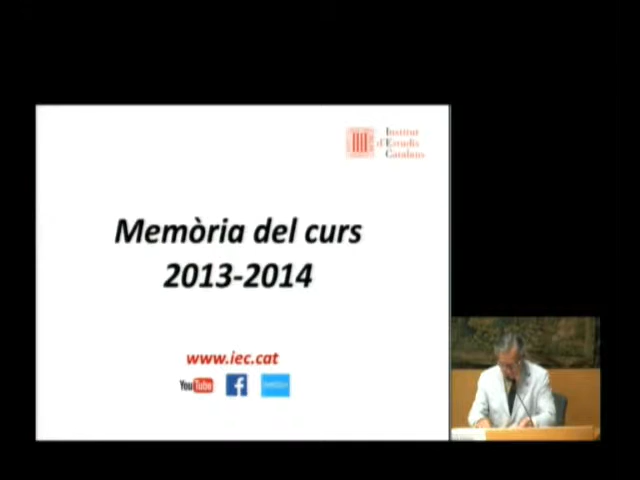 Institut
d'Estudis
Catalans
Memòria del curs
2013-2014
www.iec.cat
YouTube